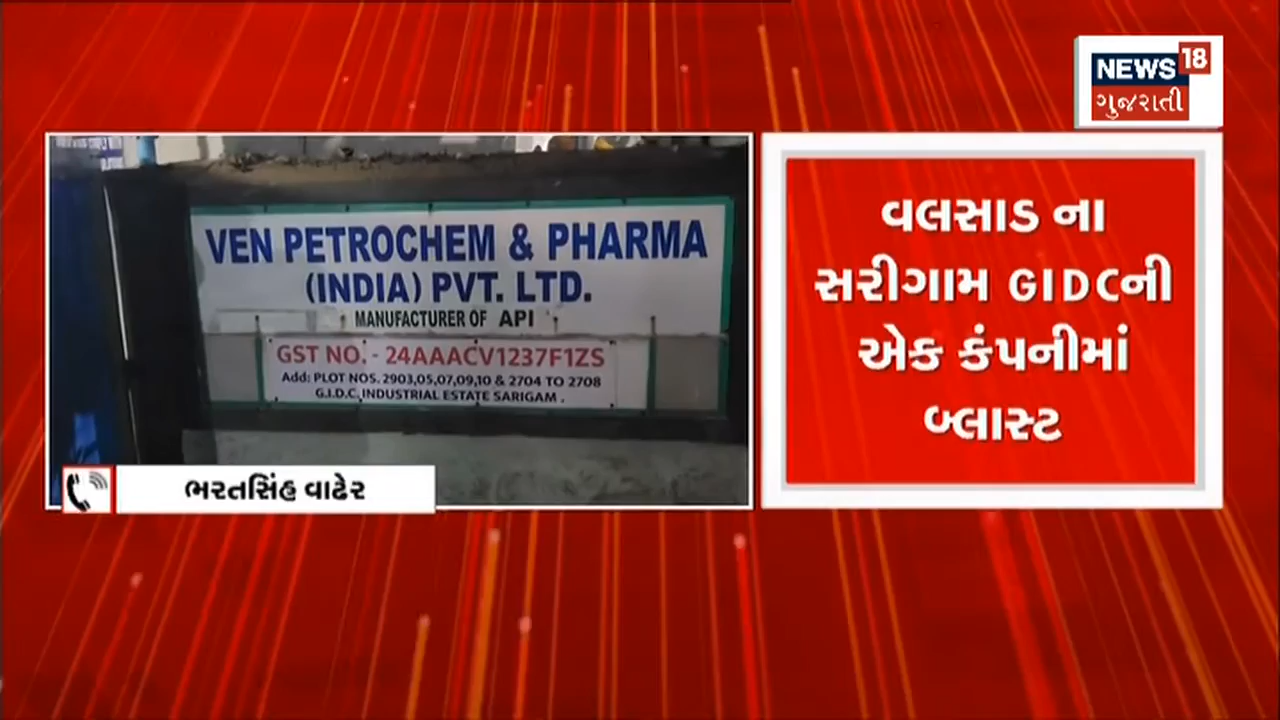 NEWS 18
ગુજરાતી
VEN PETROCHEM & PHARMA
(INDIA) PVT. LTD.
MANUFACTURER OF API
GST NO. - 24AAACV1237F1ZS
Add: PLOT NOS. 2903,05,07,09,10 & 2704 TO 2708
G.I.D.C. INDUSTRIAL ESTATE SARIGAM .
ભરતસિંહ વાઢેર
વલસાડ ના
સરીગામ GIDCની
એક કંપનીમાં
બ્લાસ્ટ